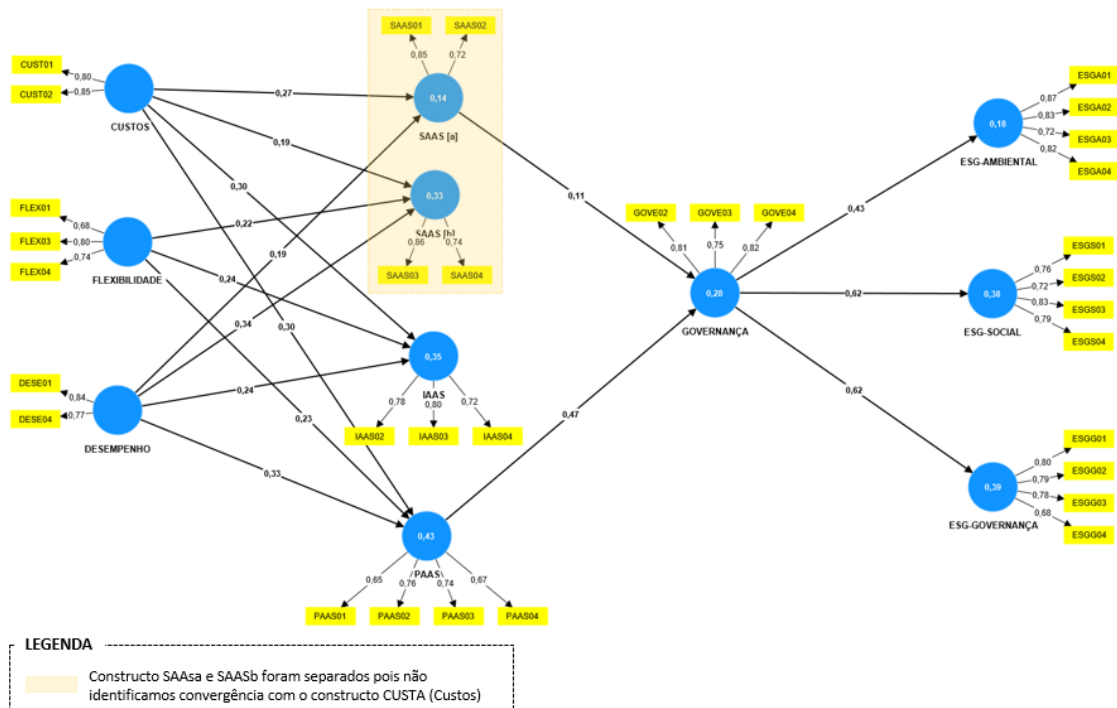 SAAS01
SAAS02
0,85
0,72
CUST01
CUST02
0,80
0,85
CUSTOS
0,27
0,14
SAAS [a]
0,19
0,30
0,33
SAAS [b]
0,86
0,74
SAAS03
SAAS04
FLEX01
FLEX03
FLEX04
0,68
0,80
0,74
FLEXIBILIDADE
0,22
0,19
0,24
0,34
0,30
0,11
GOVE02
GOVE03
GOVE04
0,81
0,75
0,82
0,28
GOVERNANÇA
ESGA01
ESGA02
ESGA03
ESGA04
0,87
0,83
0,72
0,82
0,18
ESG-AMBIENTAL
0,43
ESGS01
ESGS02
ESGS03
ESGS04
0,76
0,72
0,83
0,79
0,38
ESG-SOCIAL
0,62
0,62
DESE01
DESE04
0,84
0,77
DESEMPENHO
0,24
0,23
0,33
0,35
IAAS
0,78
0,80
0,72
IAAS02
IAAS03
IAAS04
0,47
ESGG01
ESGG02
ESGG03
ESGG04
0,80
0,79
0,78
0,68
0,39
ESG-GOVERNANÇA
0,43
PAAS
0,65
0,76
0,74
0,67
PAAS01
PAAS02
PAAS03
PAAS04
LEGENDA
Constructo SAAsa e SAASb foram separados pois não
identificamos convergência com o constructo CUSTA (Custos)